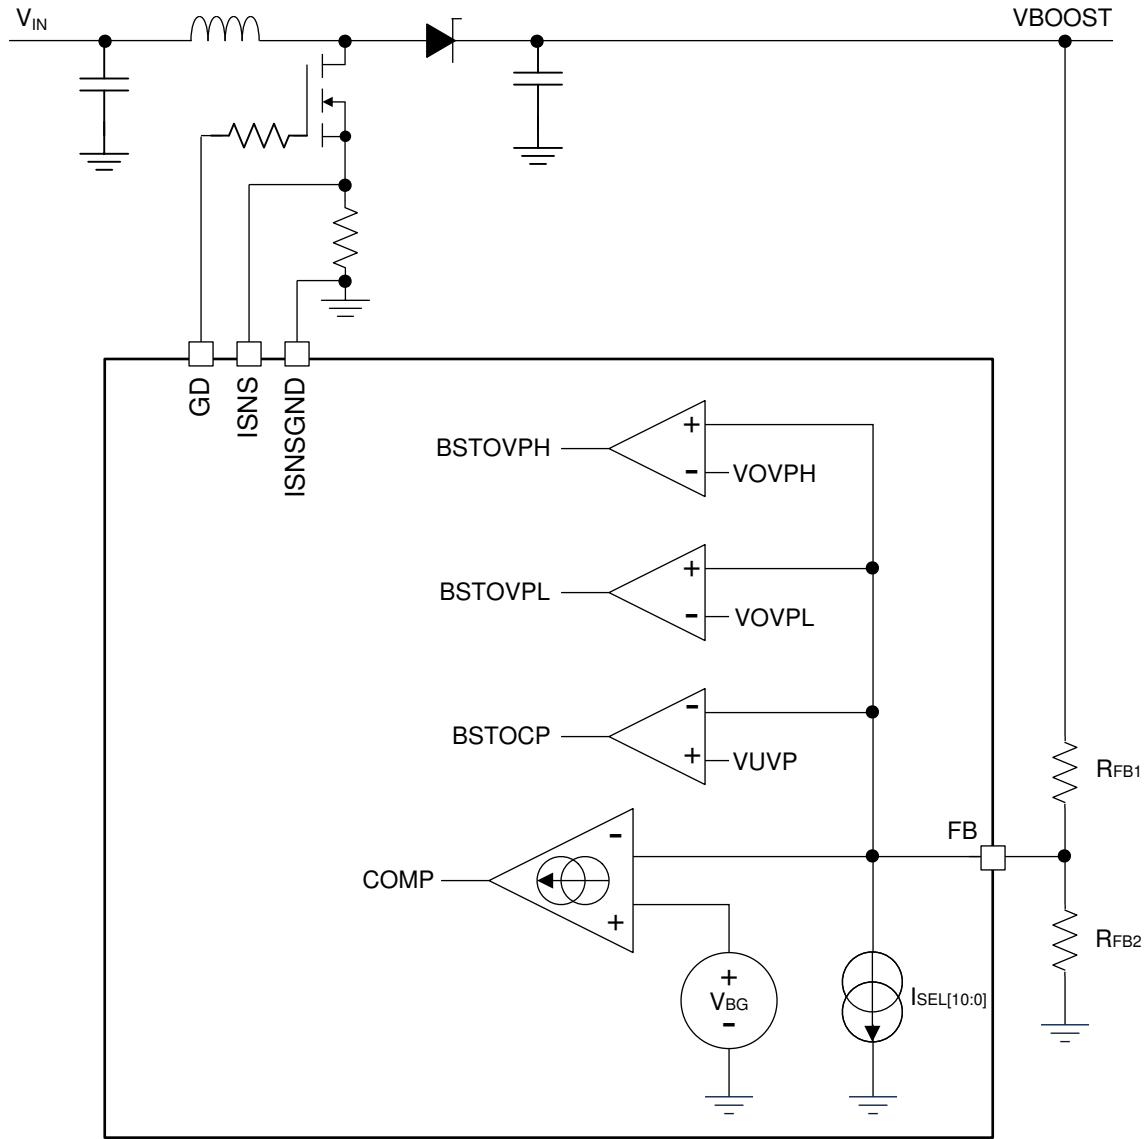 VIN
VBOOST
GD
ISNS
ISNSGND
BSTOVPH
+
-
VOVPH
BSTOVPL
+
-
VOVPL
BSTOCP
-
+
VUVP
RFB1
FB
-
COMP
+
RFB2
+
VBG
-
ISEL[10:0]